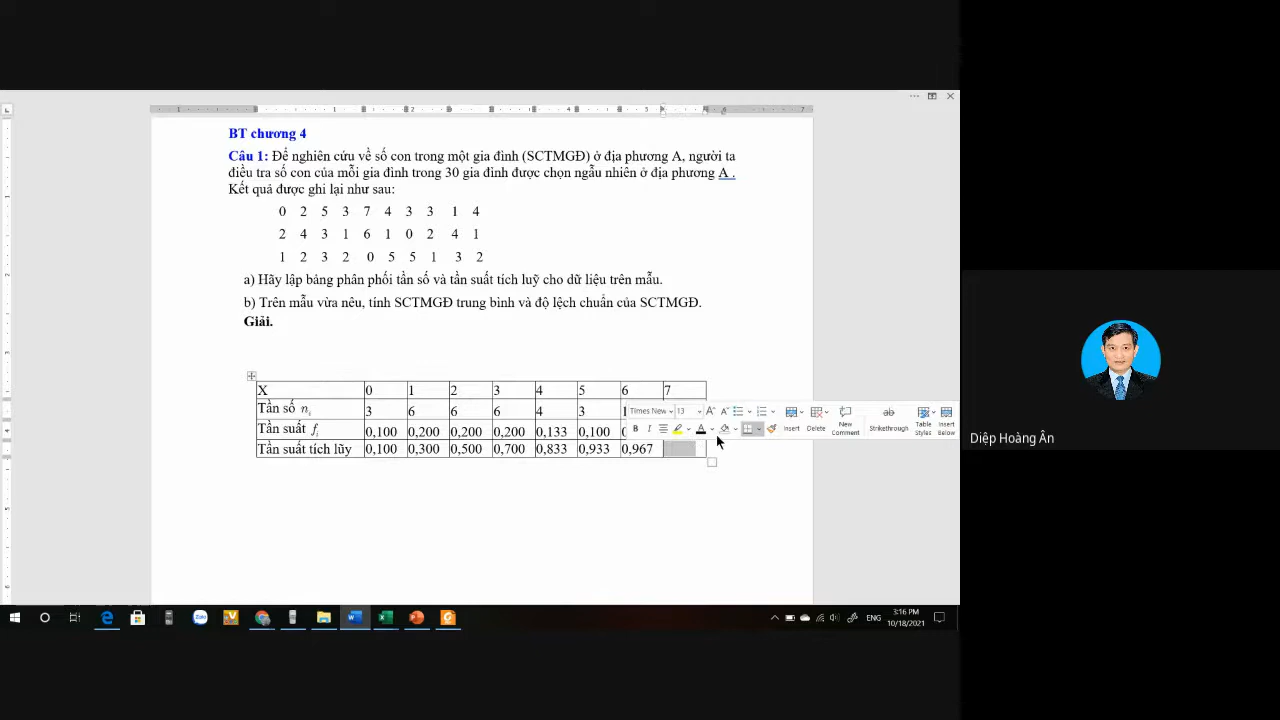 BT chương 4
Câu 1: Để nghiên cứu về số con trong một gia đình (SCTMGĐ) ở địa phương A, người ta
điều tra số con của mỗi gia đình trong 30 gia đình được chọn ngẫu nhiên ở địa phương A .
Kết quả được ghi lại như sau:
0 2 5 3 7 4 3 3 1 4
2 4 3 1 6 1 0 2 4 1
1 2 3 2 0 5 5 1 3 2
a) Hãy lập bảng phân phối tần số và tần suất tích luỹ cho dữ liệu trên mẫu.
b) Trên mẫu vừa nêu, tính SCTMGĐ trung bình và độ lệch chuẩn của SCTMGĐ.
Giải.
X 0 1 2 3 4 5 6 7
Tần số nᵢ 3 6 6 6 4 3
Tần suất fᵢ 0,100 0,200 0,200 0,200 0,133 0,100
Tần suất tích lũy 0,100 0,300 0,500 0,700 0,833 0,933 0,967
Times New 13 A A
B I A Insert Delete New Comment ab Strikethrough Table Styles Insert Below
Diệp Hoàng Ân
Zalo
ENG
3:16 PM
10/18/2021